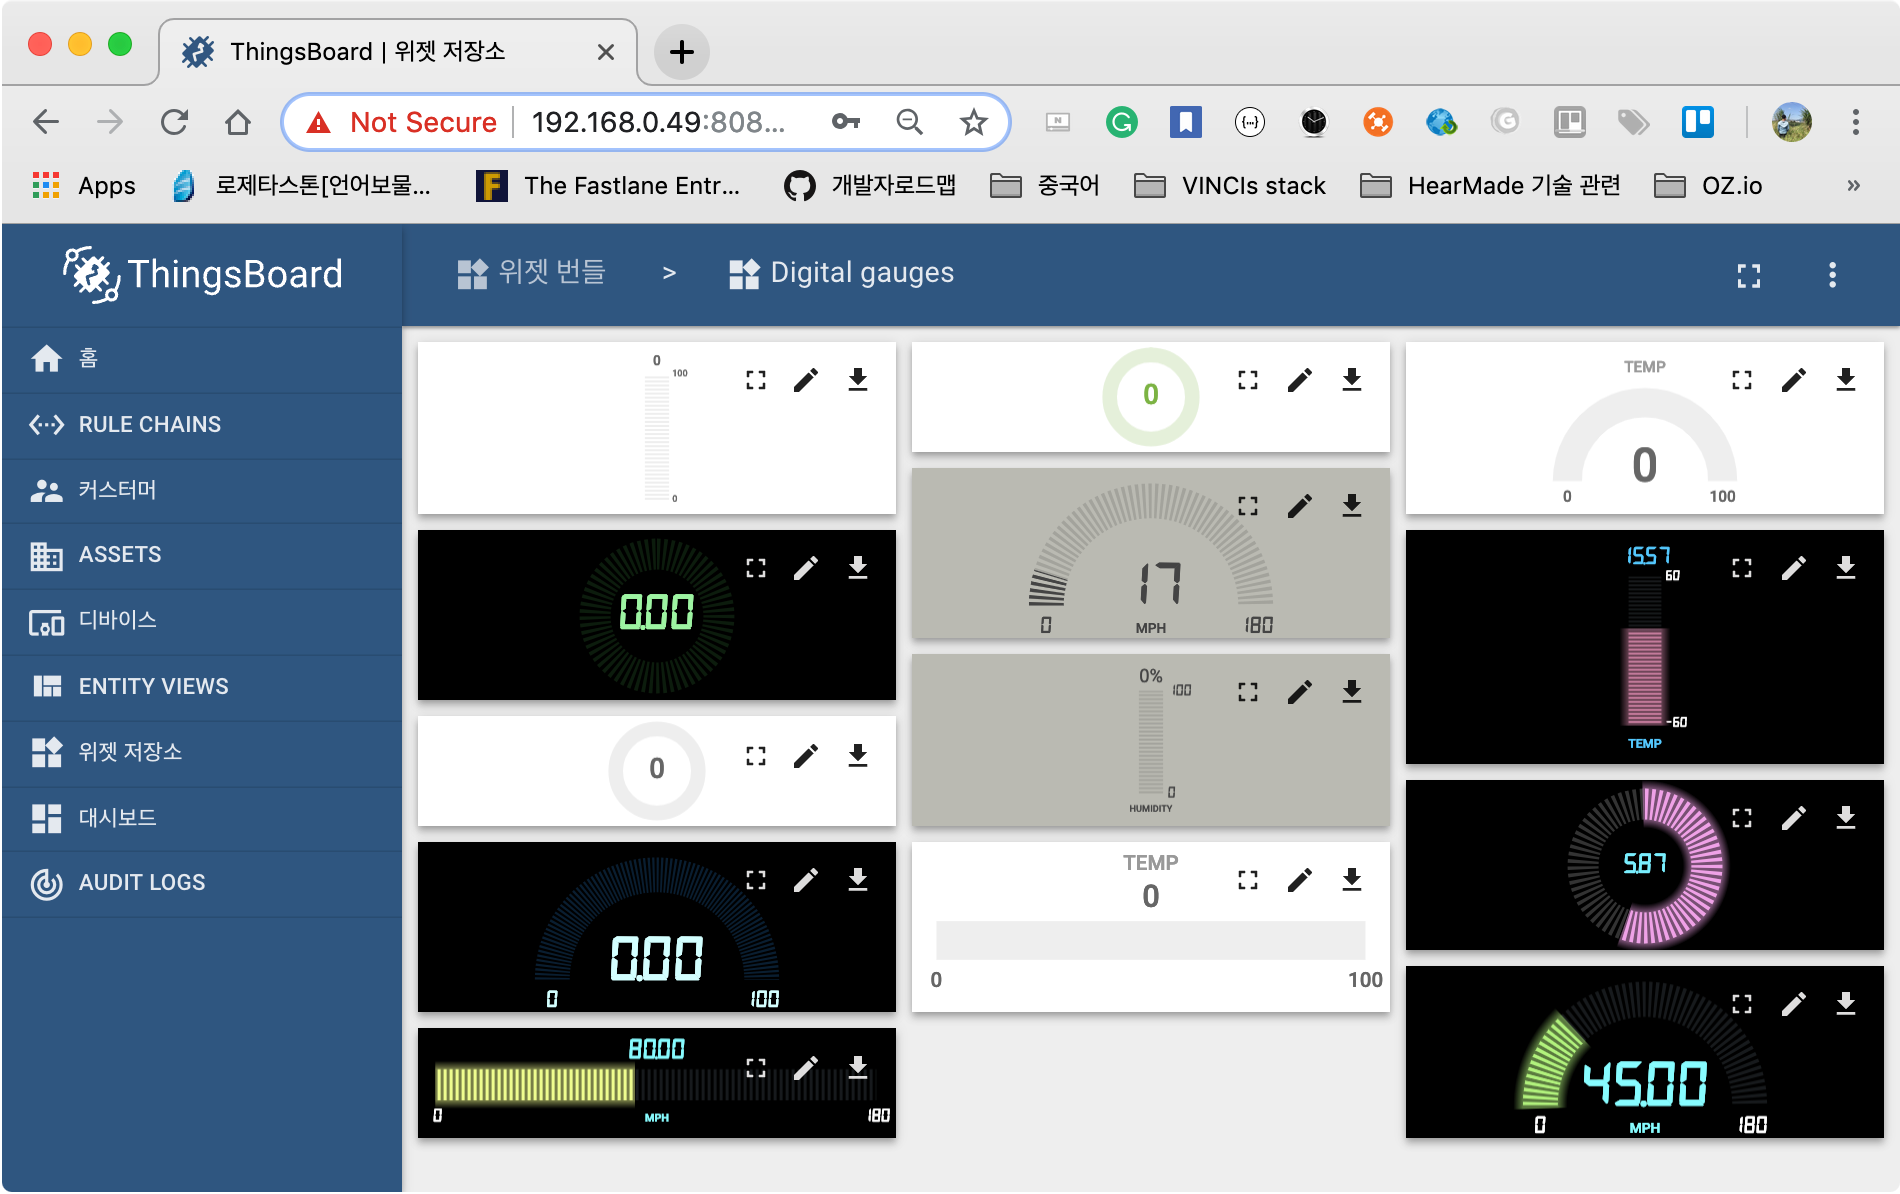 ThingsBoard | 위젯 저장소
Not Secure
192.168.0.49:808...
Apps
로제타스톤[언어보물...
The Fastlane Entr...
개발자로드맵
중국어
VINCIs stack
HearMade 기술 관련
OZ.io
»
ThingsBoard
위젯 번들 > Digital gauges
홈
RULE CHAINS
커스터머
ASSETS
디바이스
ENTITY VIEWS
위젯 저장소
대시보드
AUDIT LOGS
0
100
0
0.00
0
0.00
0 100
80.00
0 MPH 180
0
17
0 MPH 180
0%
100
0
HUMIDITY
TEMP
0
0 100
TEMP
0
0 100
15.57
60
-60
TEMP
5.87
45.00
0 MPH 180